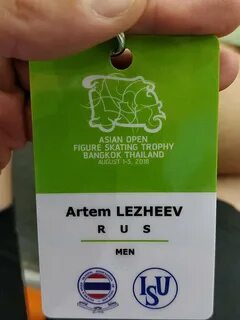 ASIAN OPEN
FIGURE SKATING TROPHY
BANGKOK THAILAND
AUGUST 1-5, 2018
Artem LEZHEEV
R U S
MEN
ISU